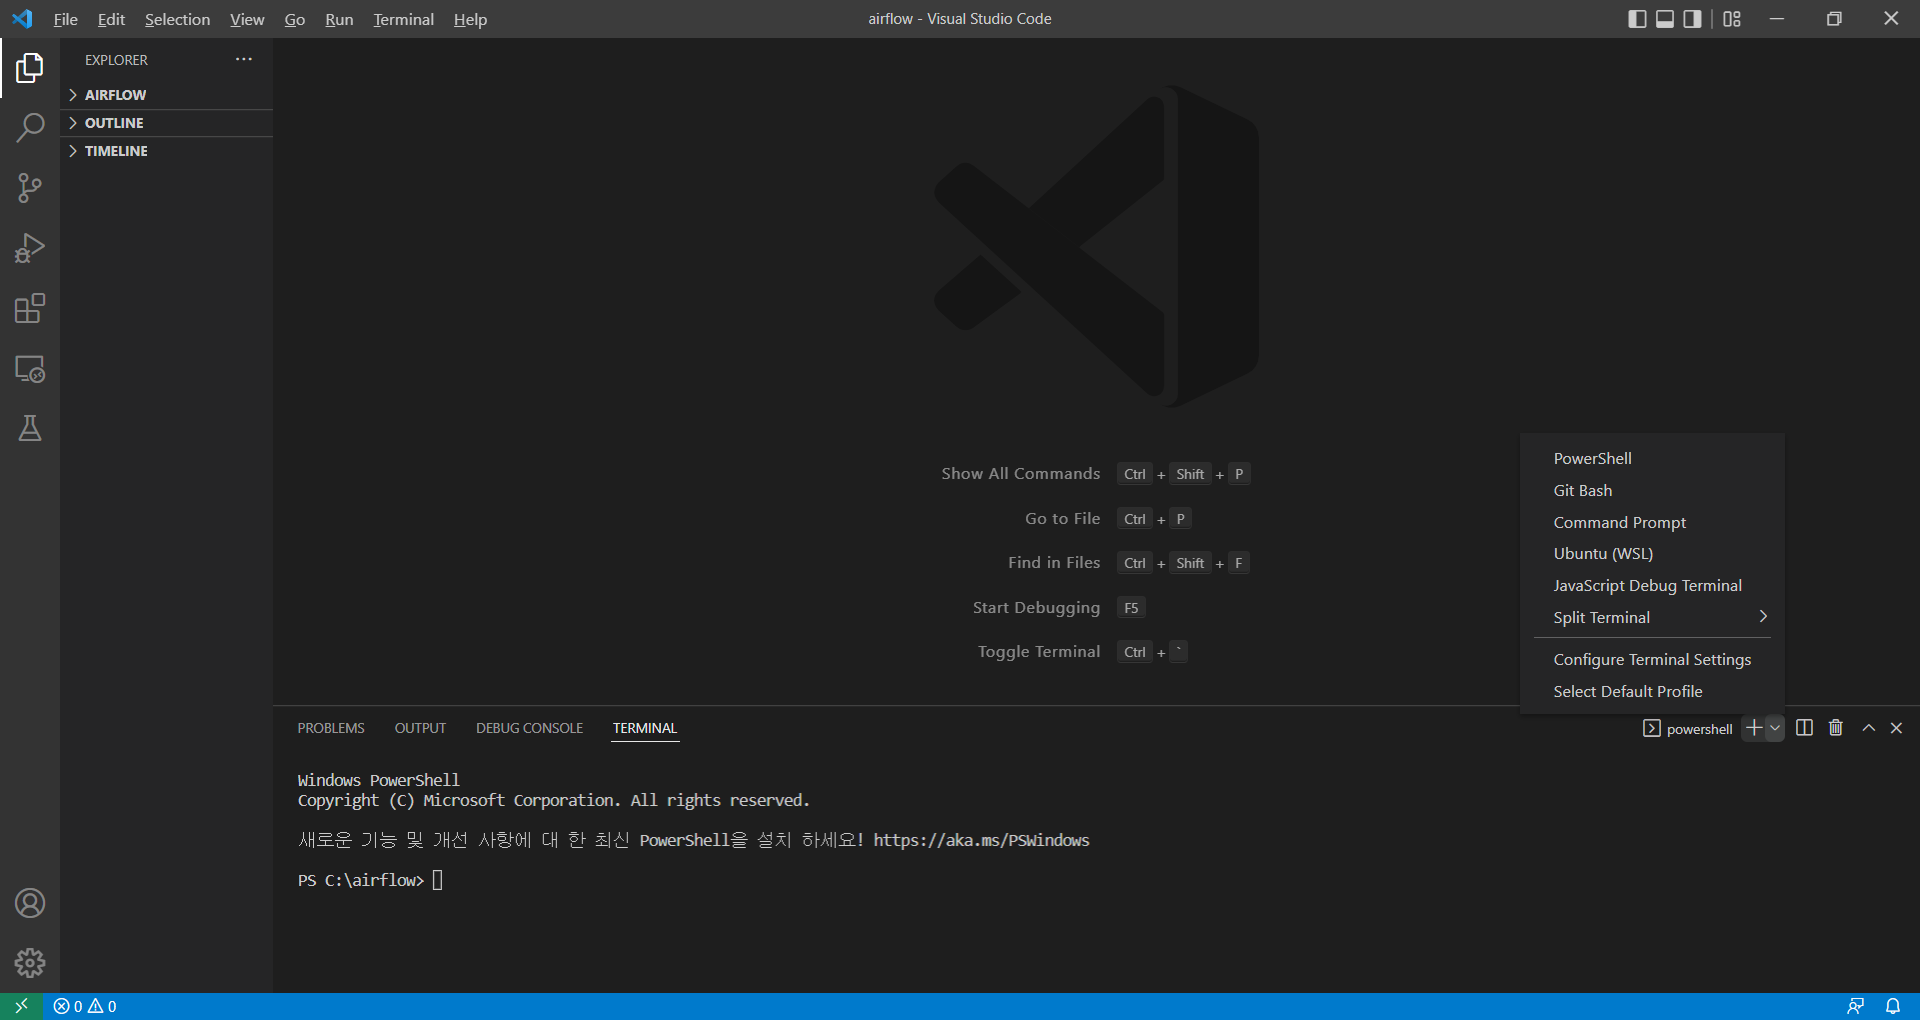 File Edit Selection View Go Run Terminal Help airflow - Visual Studio Code
EXPLORER
AIRFLOW
OUTLINE
TIMELINE
Show All Commands Ctrl + Shift + P
Go to File Ctrl + P
Find in Files Ctrl + Shift + F
Start Debugging F5
Toggle Terminal Ctrl + `
PowerShell
Git Bash
Command Prompt
Ubuntu (WSL)
JavaScript Debug Terminal
Split Terminal
Configure Terminal Settings
Select Default Profile
PROBLEMS OUTPUT DEBUG CONSOLE TERMINAL powershell
Windows PowerShell
Copyright (C) Microsoft Corporation. All rights reserved.
새로운 기능 및 개선 사항에 대 한 최신 PowerShell을 설치 하세요! https://aka.ms/PSWindows
PS C:\airflow>
0 0